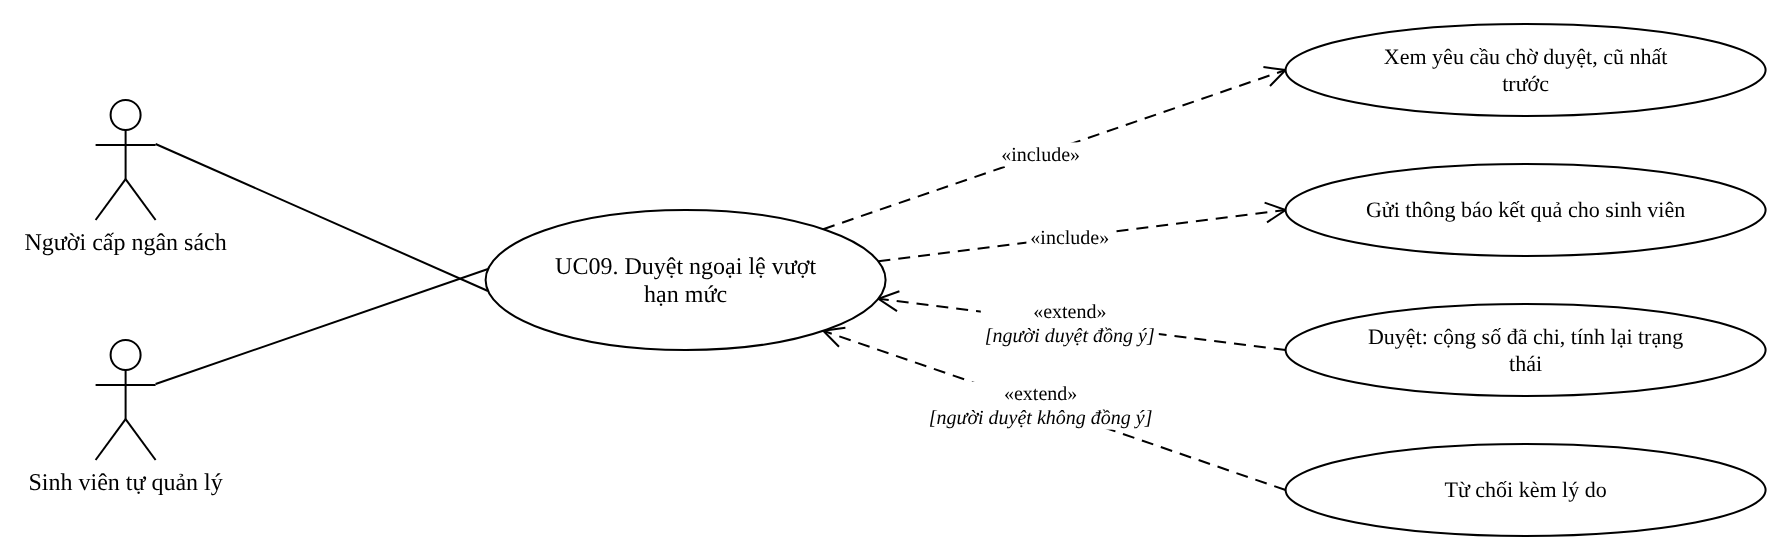 Người cấp ngân sách
Sinh viên tự quản lý
UC09. Duyệt ngoại lệ vượt
hạn mức
«include»
«include»
«extend»
[người duyệt đồng ý]
«extend»
[người duyệt không đồng ý]
Xem yêu cầu chờ duyệt, cũ nhất
trước
Gửi thông báo kết quả cho sinh viên
Duyệt: cộng số đã chi, tính lại trạng
thái
Từ chối kèm lý do